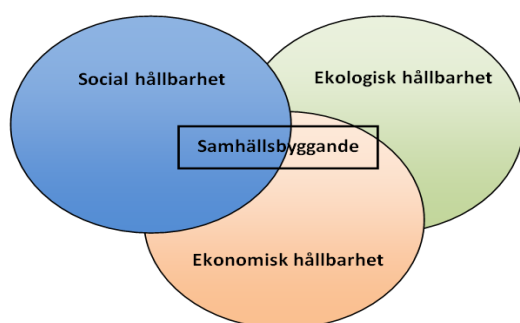 Social hållbarhet
Ekologisk hållbarhet
Samhällsbyggande
Ekonomisk hållbarhet